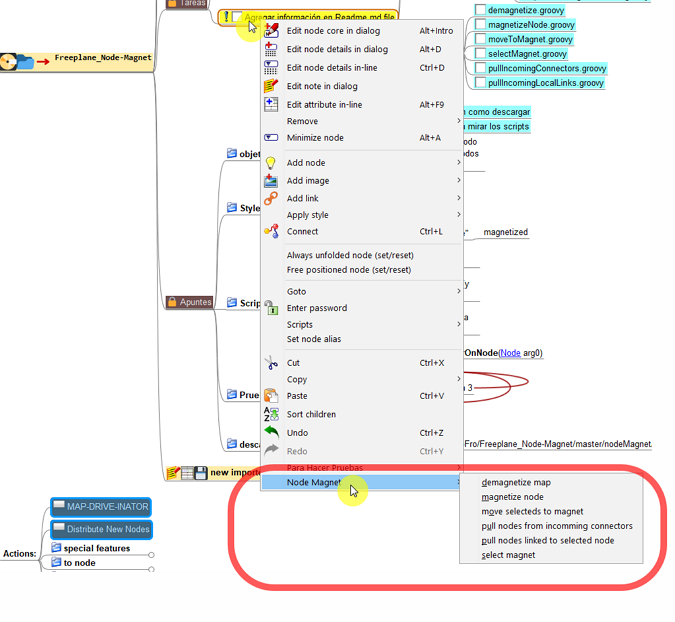 Tareas
Agregar información en Readme.md file
Freeplane_Node-Magnet
demagnetize.groovy
magnetizeNode.groovy
moveToMagnet.groovy
selectMagnet.groovy
pullIncomingConnectors.groovy
pullIncomingLocalLinks.groovy
Edit node core in dialog Alt+Intro
Edit node details in dialog Alt+D
Edit node details in-line Ctrl+D
Edit note in dialog
Edit attribute in-line Alt+F9
Remove
Minimize node Alt+A
Add node
Add image
Add link
Apply style
Connect Ctrl+L
Always unfolded node (set/reset)
Free positioned node (set/reset)
Goto
Enter password
Scripts
Set node alias
Cut Ctrl+X
Copy
Paste Ctrl+V
Sort children
Undo Ctrl+Z
Redo Ctrl+Y
Para Hacer Pruebas
Node Magnet
demagnetize map
magnetize node
move selecteds to magnet
pull nodes from incomming connectors
pull nodes linked to selected node
select magnet
como descargar
mirar los scripts
odo
dos
magnetized
y
a
rOnNode(Node arg0)
3
Fro/Freeplane_Node-Magnet/master/nodeMagnet.
objet
Style
Apuntes
Scrip
Prue
desca
new importe
Actions:
MAP-DRIVE-INATOR
Distribute New Nodes
special features
to node